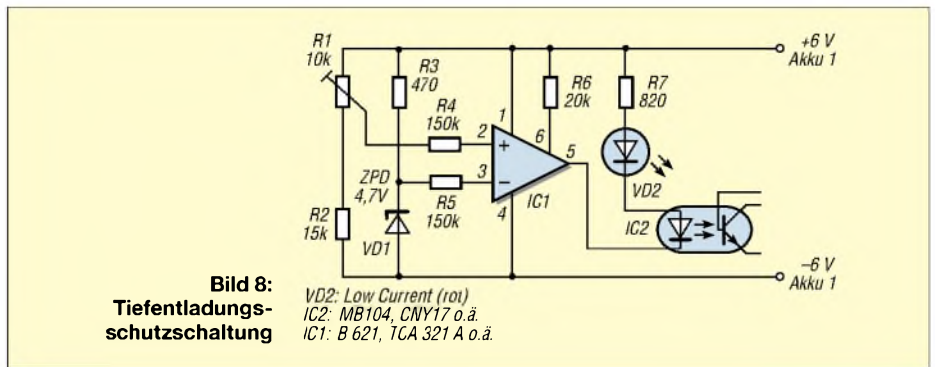 R1
10k
R3
470
R4
150k
R6
20k
R7
820
+6 V
Akku 1
1
2
+
6
5
3
−
4
IC1
ZPD
4,7V
VD1
R5
150k
R2
15k
VD2
IC2
−6 V
Akku 1
Bild 8:
Tiefentladungs-
schutzschaltung
VD2: Low Current (rot)
IC2: MB104, CNY17 o.ä.
IC1: B 621, TCA 321 A o.ä.